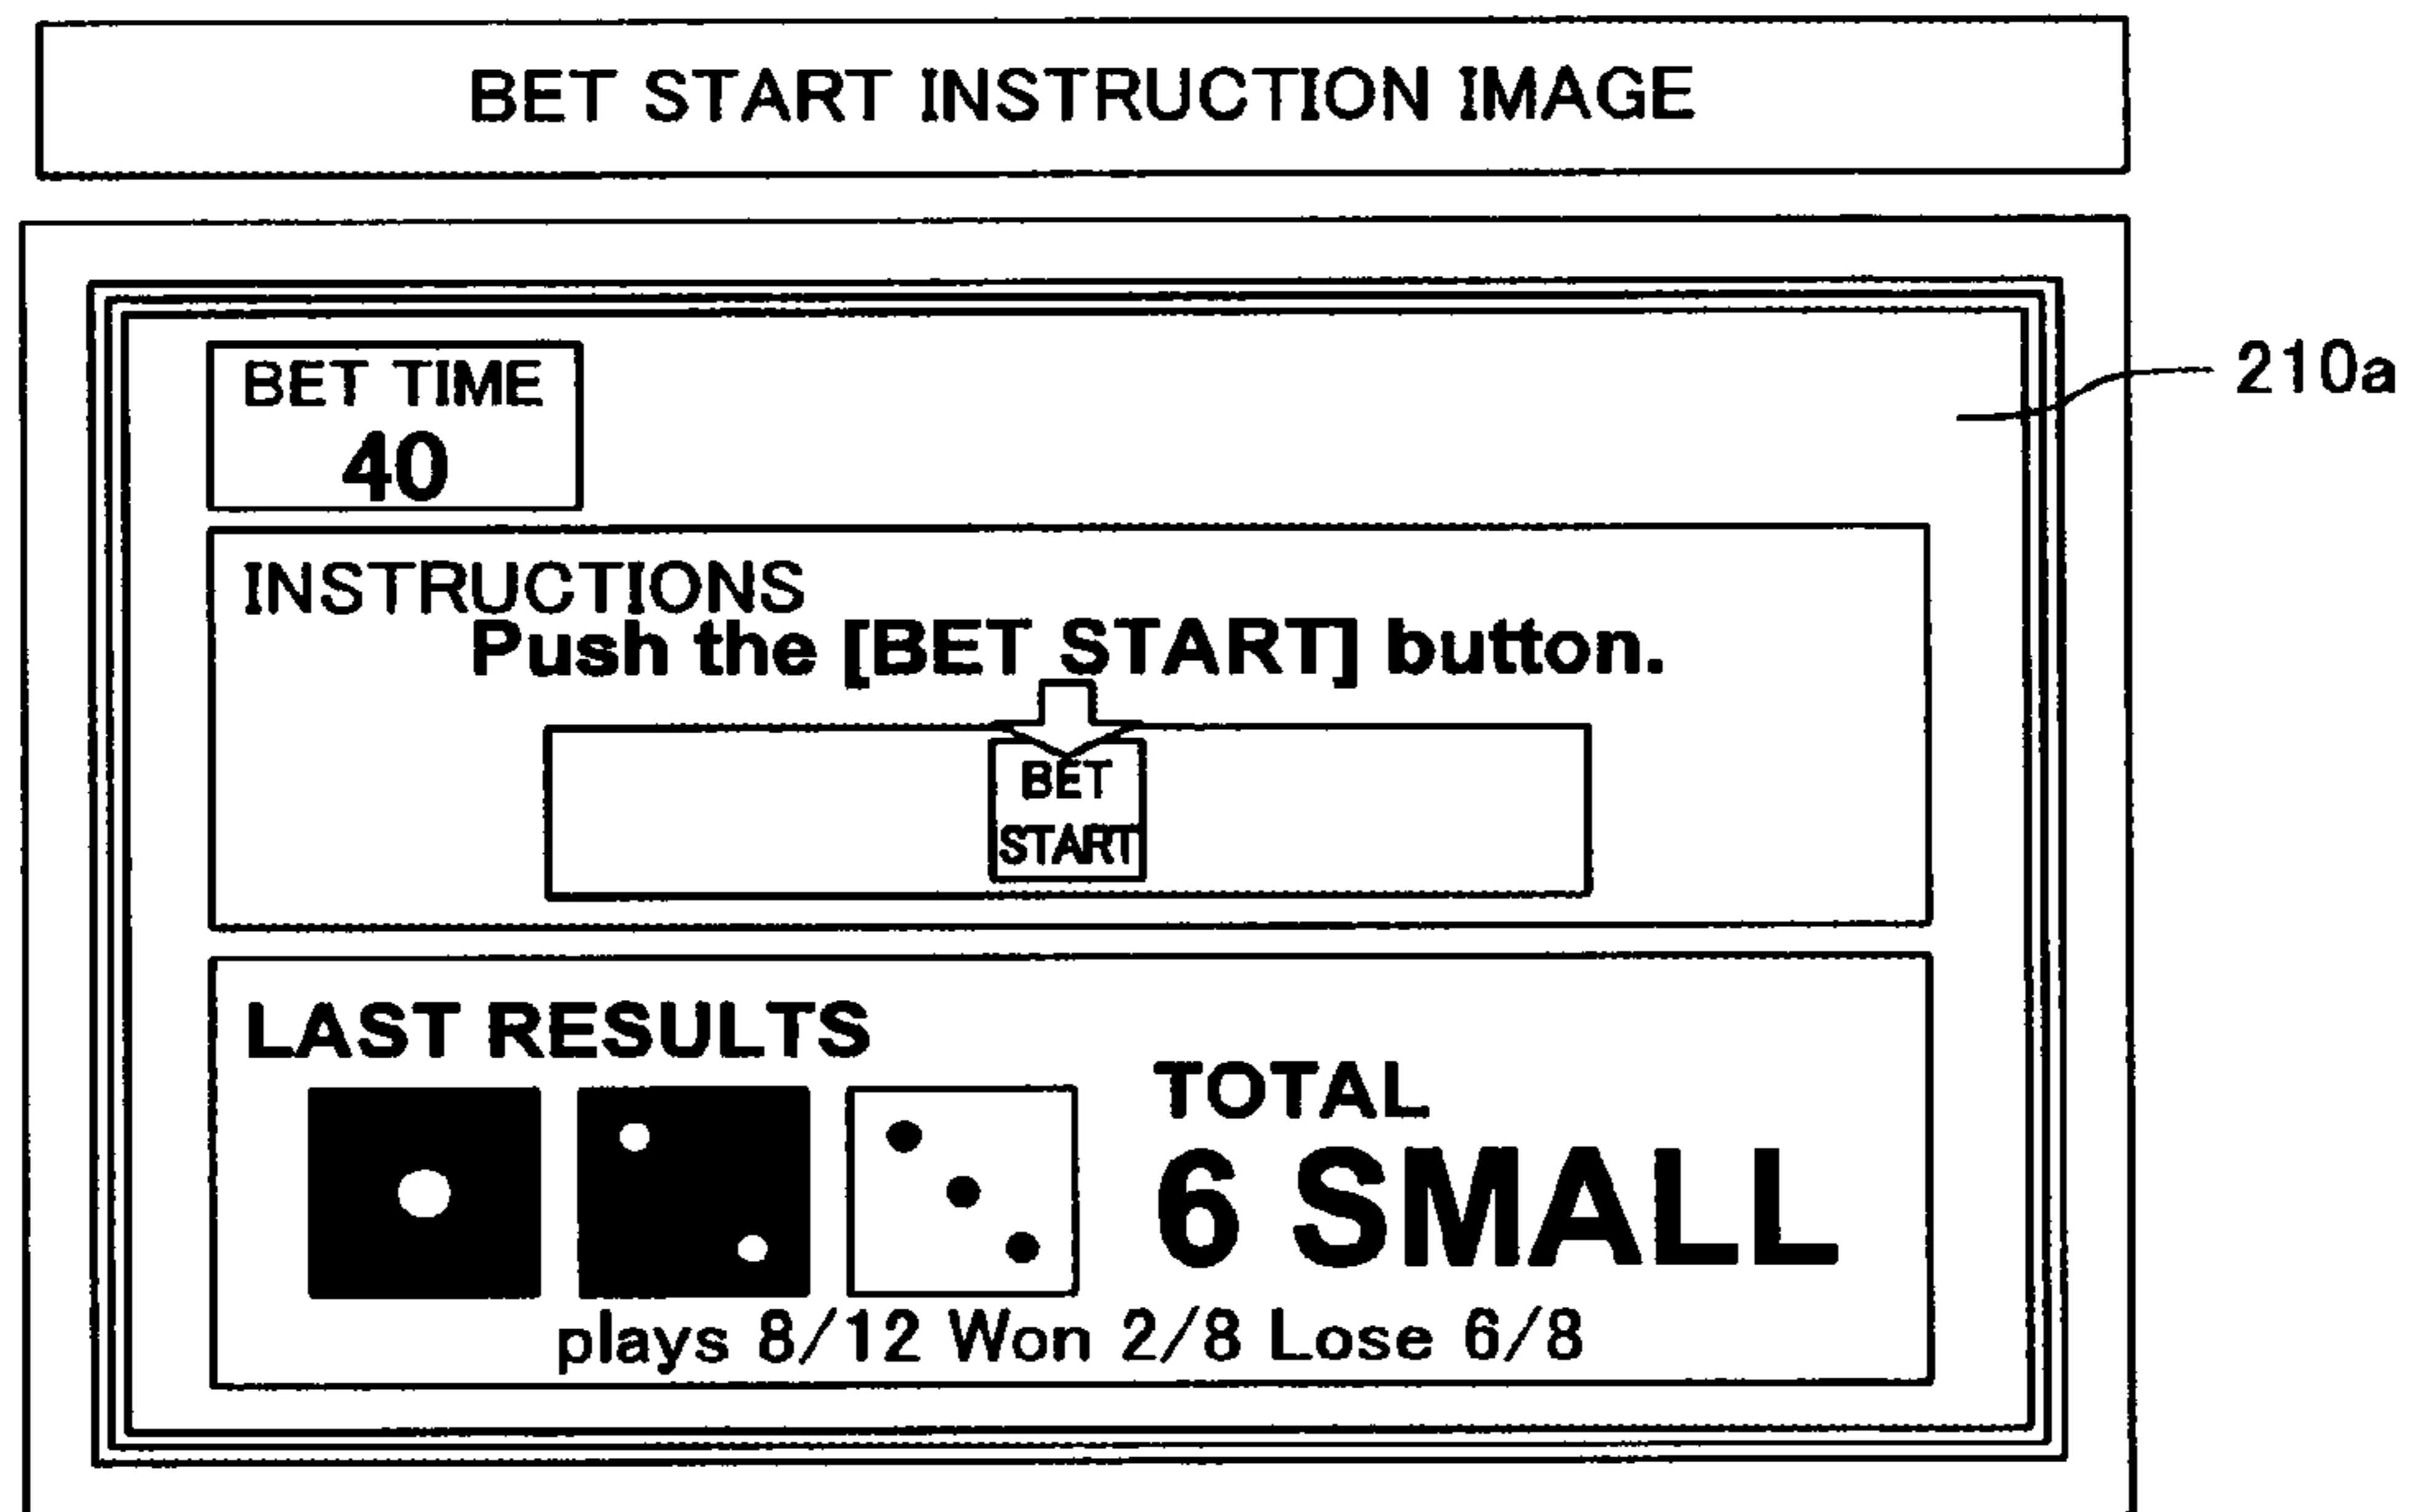 BET START INSTRUCTION IMAGE
BET TIME
40
210a
INSTRUCTIONS
Push the [BET START] button.
BET
START
LAST RESULTS
TOTAL
6 SMALL
plays 8/12 Won 2/8 Lose 6/8